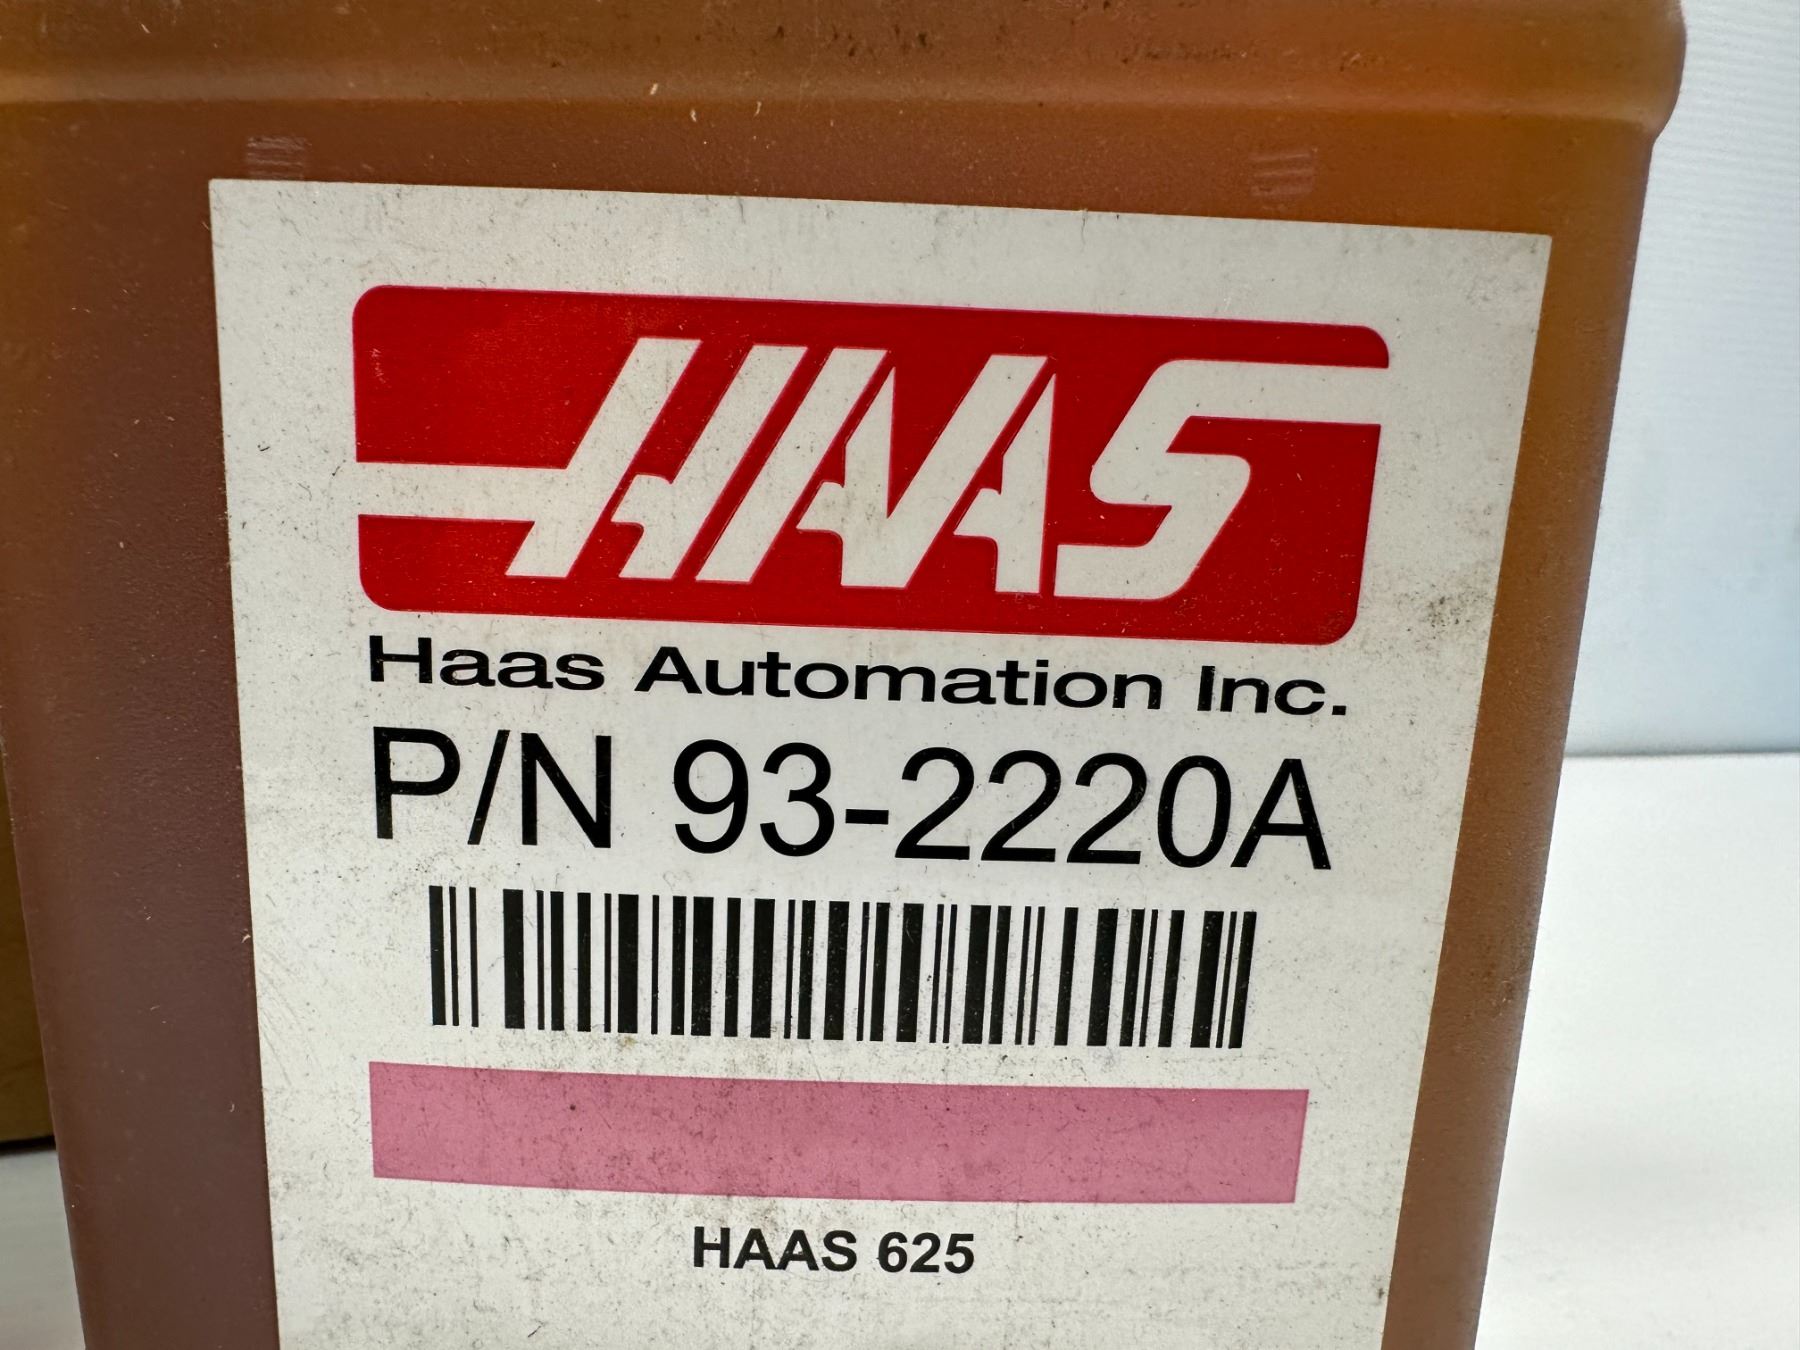 HAAS
Haas Automation Inc.
P/N 93-2220A
HAAS 625